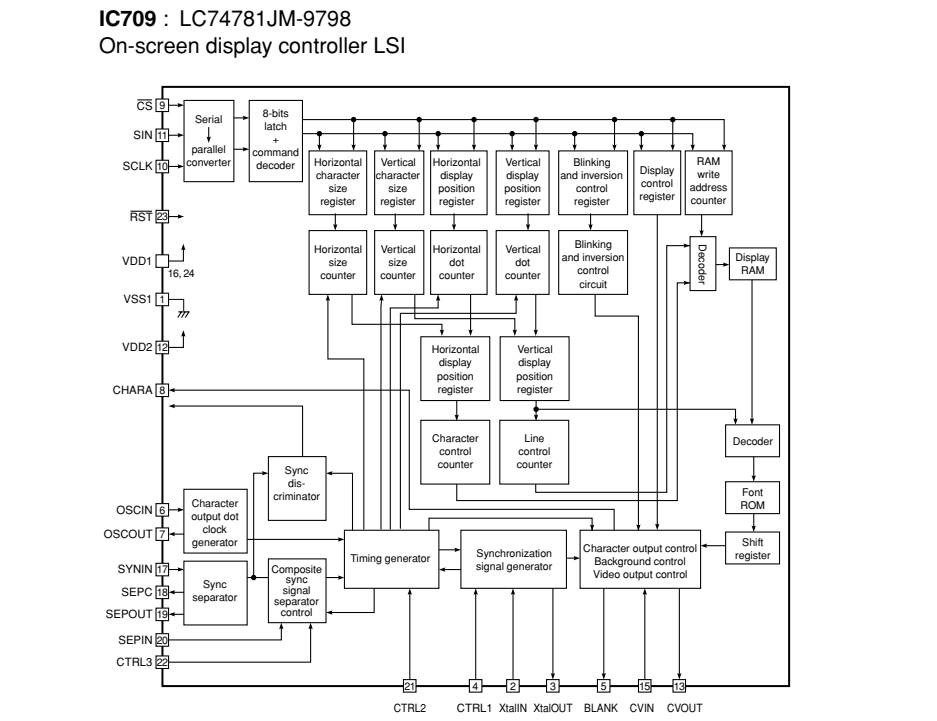 IC709 : LC74781JM-9798
On-screen display controller LSI
CS 9
SIN 11
SCLK 10
RST 23
VDD1
16, 24
VSS1 1
VDD2 12
CHARA 8
OSCIN 6
OSCOUT 7
SYNIN 17
SEPC 18
SEPOUT 19
SEPIN 20
CTRL3 22
Serial
parallel
converter
8-bits
latch
+
command
decoder
Horizontal
character
size
register
Vertical
character
size
register
Horizontal
display
position
register
Vertical
display
position
register
Blinking
and inversion
control
register
Display
control
register
RAM
write
address
counter
Horizontal
size
counter
Vertical
size
counter
Horizontal
dot
counter
Vertical
dot
counter
Blinking
and inversion
control
circuit
Decoder
Display
RAM
Horizontal
display
position
register
Vertical
display
position
register
Character
control
counter
Line
control
counter
Decoder
Font
ROM
Shift
register
Sync
dis-
criminator
Character
output dot
clock
generator
Sync
separator
Composite
sync
signal
separator
control
Timing generator
Synchronization
signal generator
Character output control
Background control
Video output control
21
4
2
3
5
15
13
CTRL2
CTRL1
XtalIN
XtalOUT
BLANK
CVIN
CVOUT